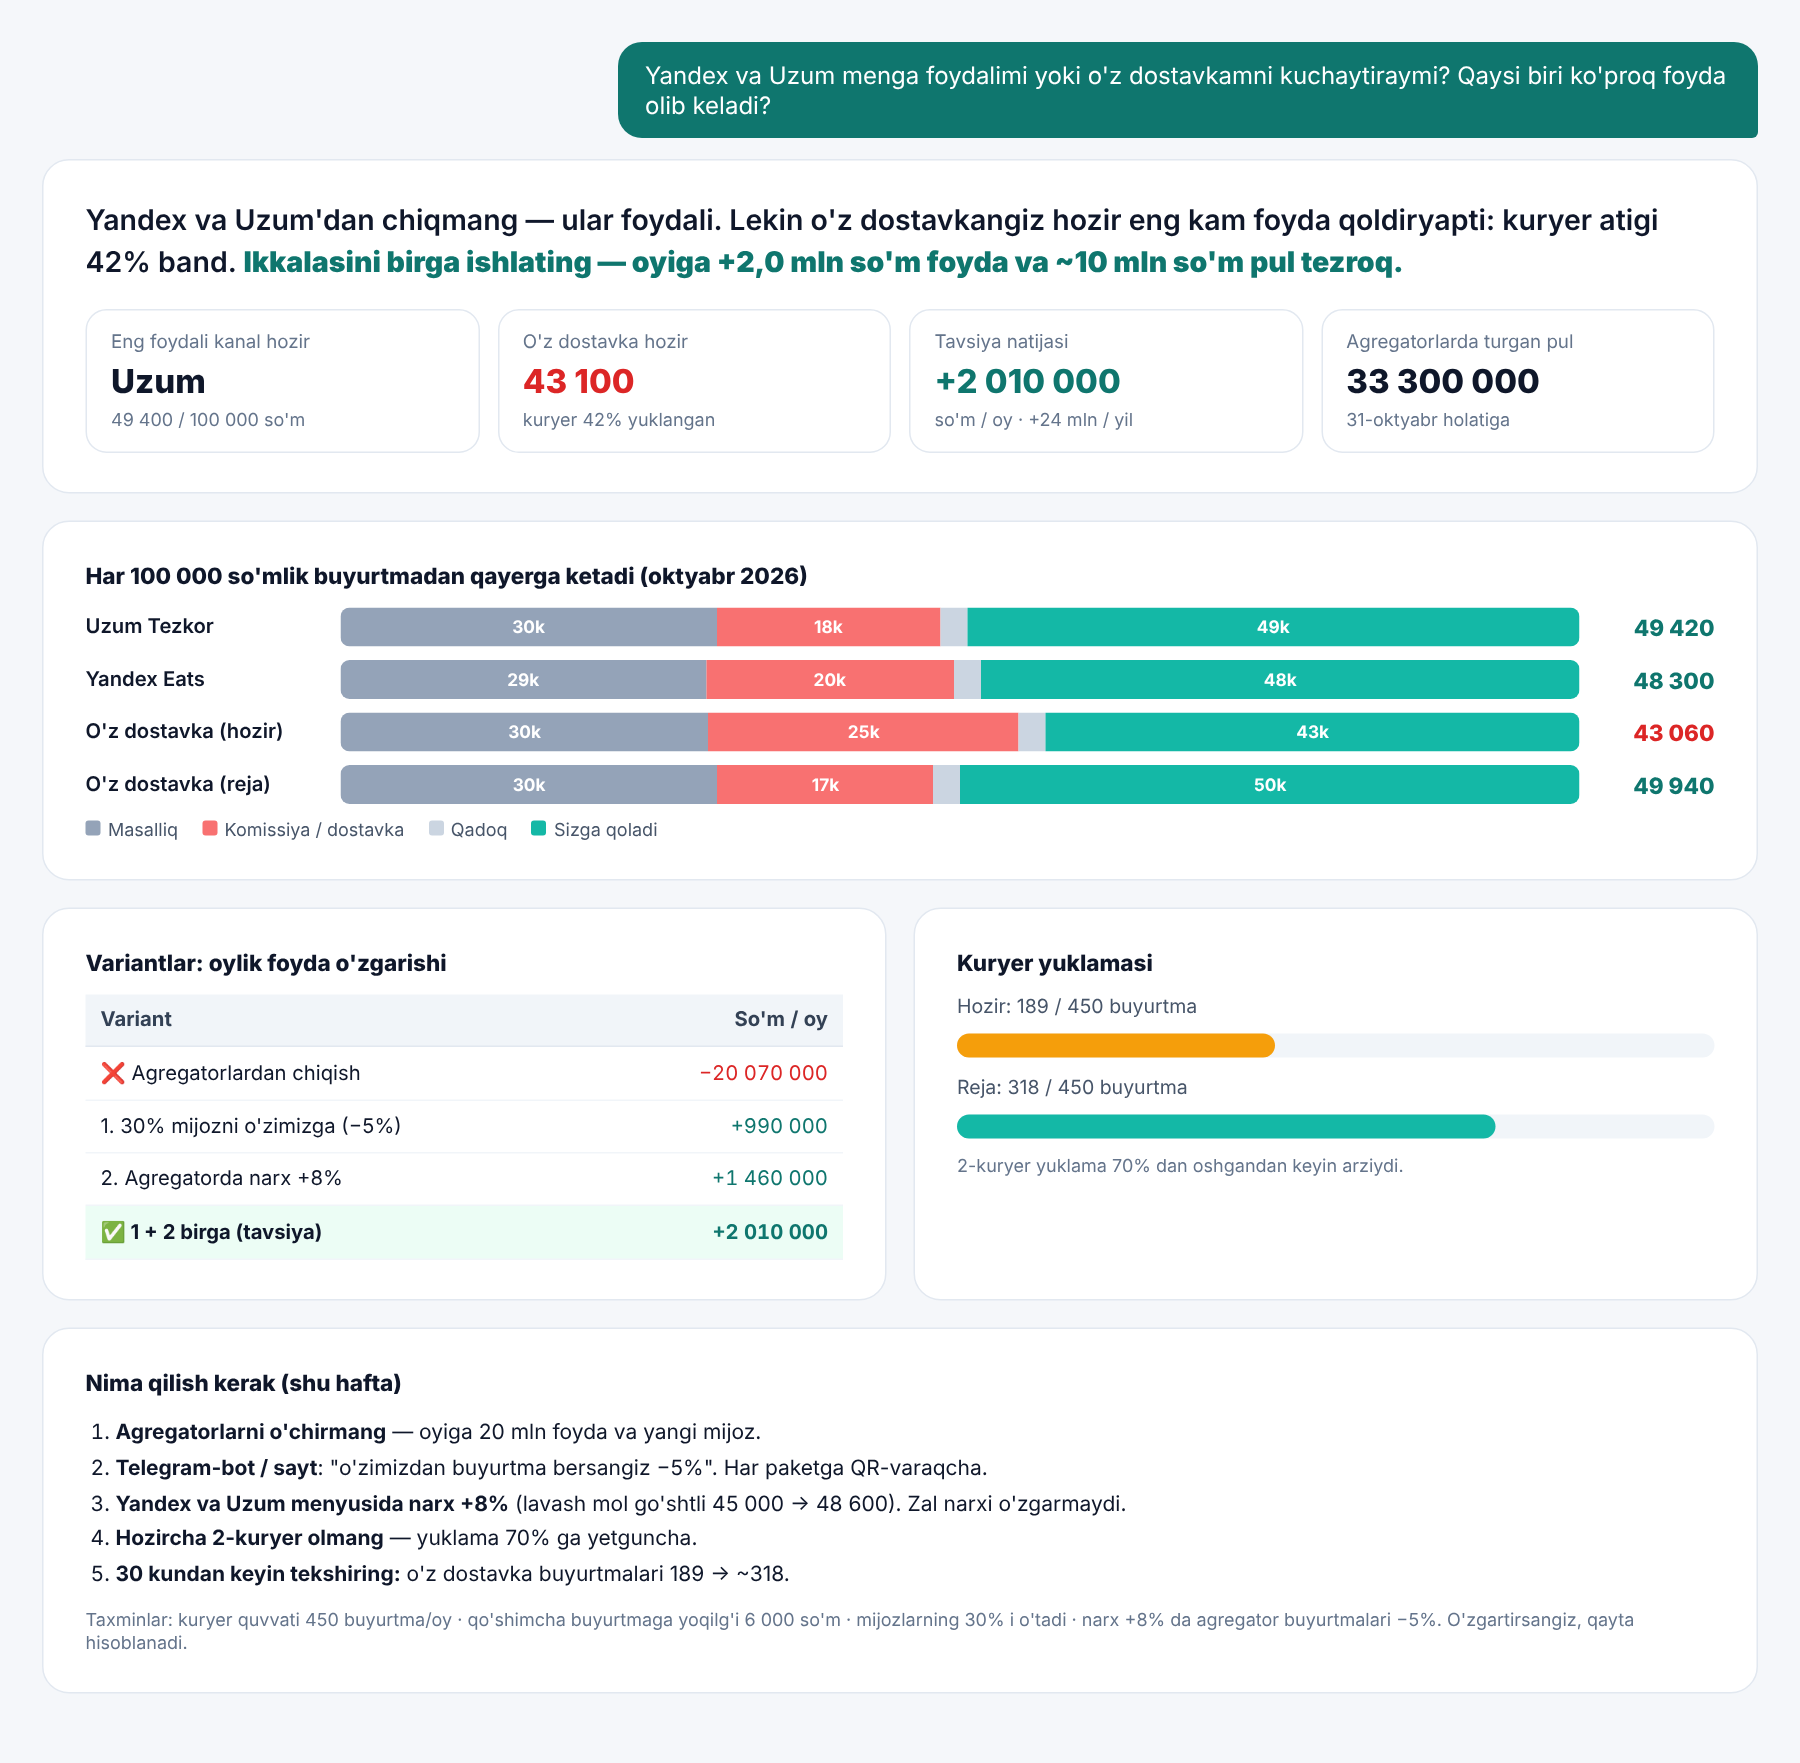 Yandex va Uzum menga foydalimi yoki o'z dostavkamni kuchaytiraymi? Qaysi biri ko'proq foyda
olib keladi?
Yandex va Uzum'dan chiqmang — ular foydali. Lekin o'z dostavkangiz hozir eng kam foyda qoldiryapti: kuryer atigi
42% band. Ikkalasini birga ishlating — oyiga +2,0 mln so'm foyda va ~10 mln so'm pul tezroq.
Eng foydali kanal hozir
Uzum
49 400 / 100 000 so'm
O'z dostavka hozir
43 100
kuryer 42% yuklangan
Tavsiya natijasi
+2 010 000
so'm / oy · +24 mln / yil
Agregatorlarda turgan pul
33 300 000
31-oktyabr holatiga
Har 100 000 so'mlik buyurtmadan qayerga ketadi (oktyabr 2026)
Uzum Tezkor 30k 18k 49k 49 420
Yandex Eats 29k 20k 48k 48 300
O'z dostavka (hozir) 30k 25k 43k 43 060
O'z dostavka (reja) 30k 17k 50k 49 940
Masalliq Komissiya / dostavka Qadoq Sizga qoladi
Variantlar: oylik foyda o'zgarishi
Variant So'm / oy
❌ Agregatorlardan chiqish −20 070 000
1. 30% mijozni o'zimizga (−5%) +990 000
2. Agregatorda narx +8% +1 460 000
✅ 1 + 2 birga (tavsiya) +2 010 000
Kuryer yuklamasi
Hozir: 189 / 450 buyurtma
Reja: 318 / 450 buyurtma
2-kuryer yuklama 70% dan oshgandan keyin arziydi.
Nima qilish kerak (shu hafta)
1. Agregatorlarni o'chirmang — oyiga 20 mln foyda va yangi mijoz.
2. Telegram-bot / sayt: "o'zimizdan buyurtma bersangiz −5%". Har paketga QR-varaqcha.
3. Yandex va Uzum menyusida narx +8% (lavash mol go'shtli 45 000 → 48 600). Zal narxi o'zgarmaydi.
4. Hozircha 2-kuryer olmang — yuklama 70% ga yetguncha.
5. 30 kundan keyin tekshiring: o'z dostavka buyurtmalari 189 → ~318.
Taxminlar: kuryer quvvati 450 buyurtma/oy · qo'shimcha buyurtmaga yoqilg'i 6 000 so'm · mijozlarning 30% i o'tadi · narx +8% da agregator buyurtmalari −5%. O'zgartirsangiz, qayta
hisoblanadi.